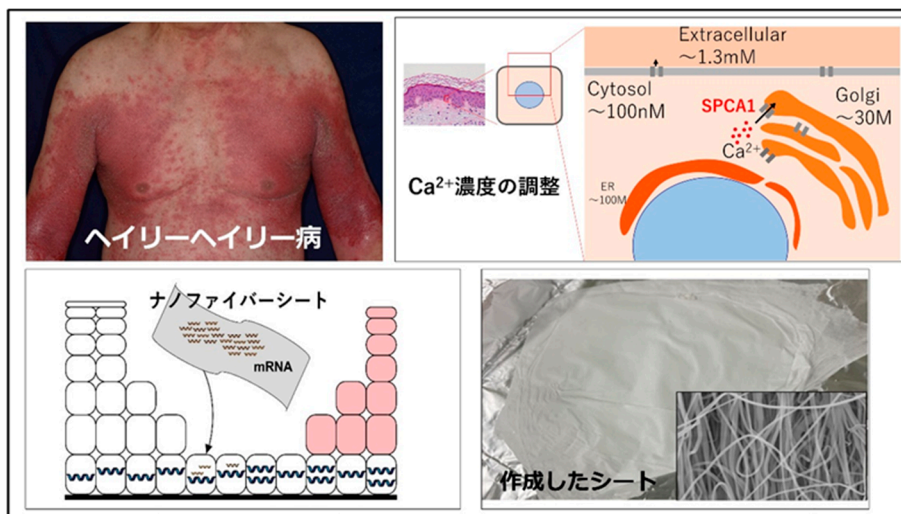 ヘイリーヘイリー病
Extracellular
~1.3mM
Cytosol
~100nM
SPCA1
Golgi
~30M
Ca²⁺
ER
~100M
Ca²⁺濃度の調整
ナノファイバーシート
mRNA
作成したシート